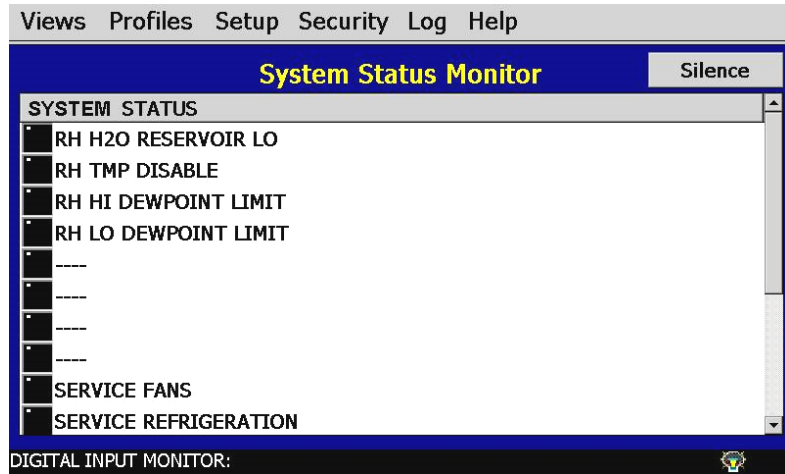 Views Profiles Setup Security Log Help
System Status Monitor Silence
SYSTEM STATUS
RH H2O RESERVOIR LO
RH TMP DISABLE
RH HI DEWPOINT LIMIT
RH LO DEWPOINT LIMIT
----
----
----
----
SERVICE FANS
SERVICE REFRIGERATION
DIGITAL INPUT MONITOR: